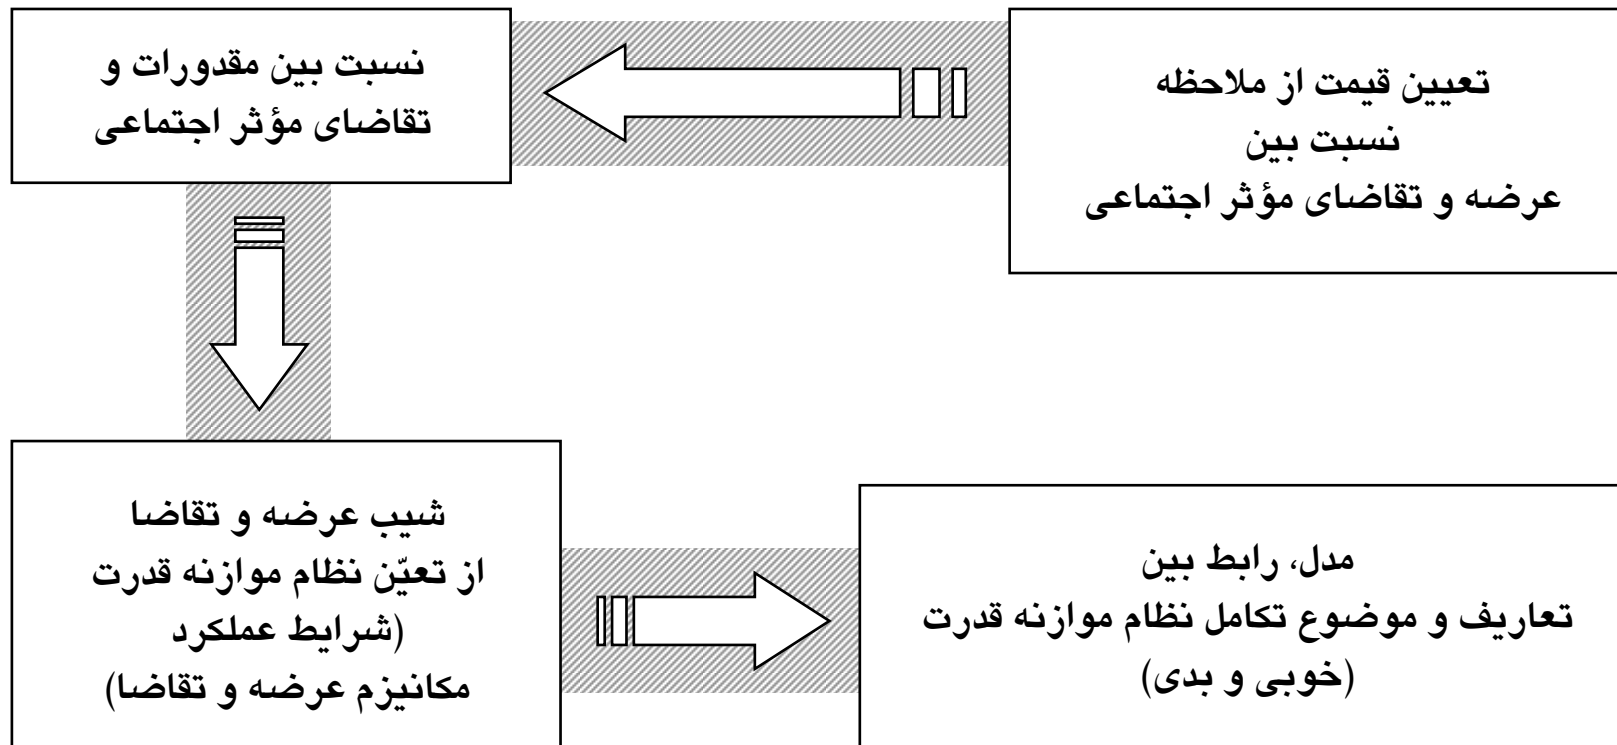 تعیین قیمت از ملاحظه
نسبت بین
عرضه و تقاضای مؤثر اجتماعی
نسبت بین مقدورات و
تقاضای مؤثر اجتماعی
شیب عرضه و تقاضا
از تعیّن نظام موازنه قدرت
(شرایط عملکرد
مکانیزم عرضه و تقاضا)
مدل، رابط بین
تعاریف و موضوع تکامل نظام موازنه قدرت
(خوبی و بدی)